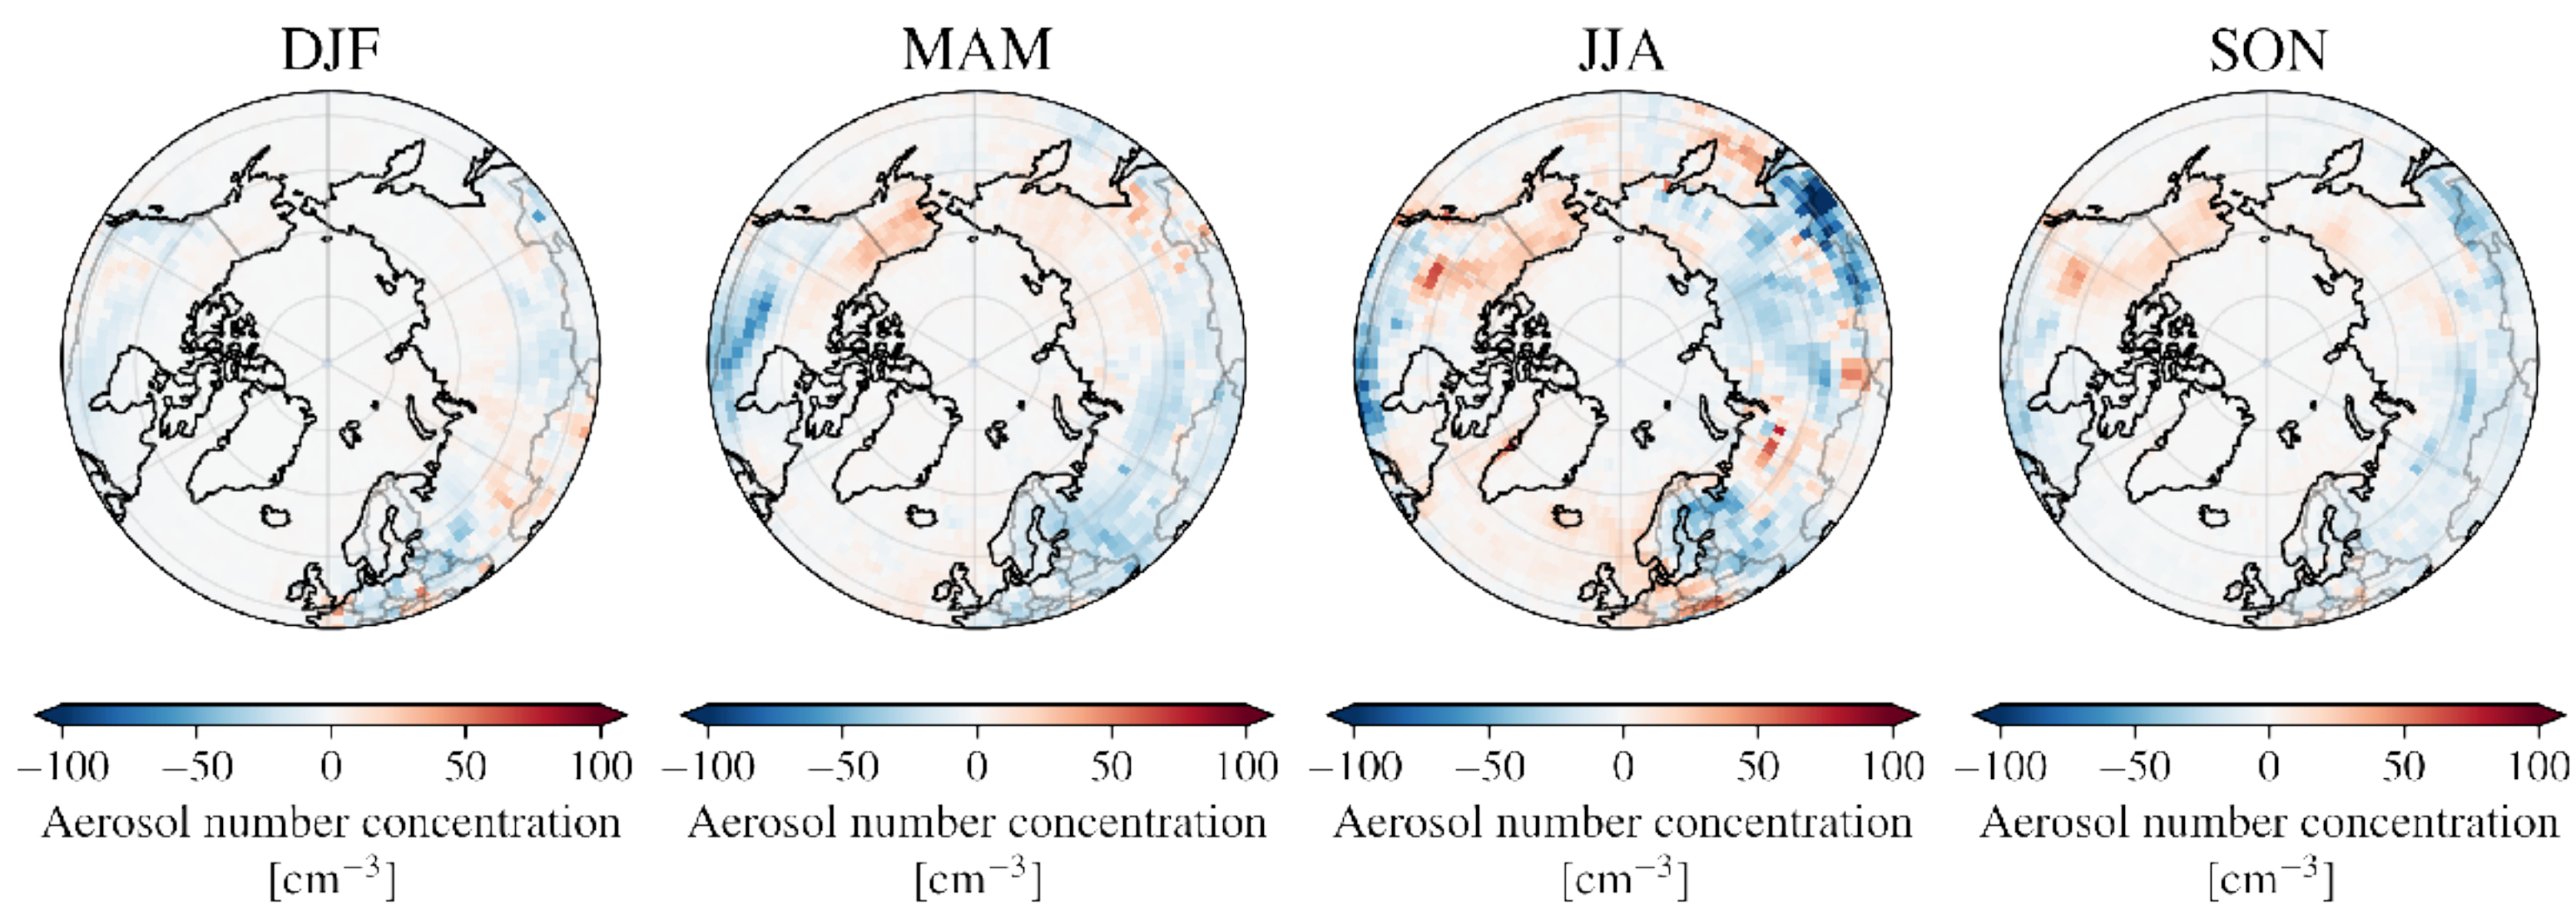 DJF MAM JJA SON
−100 −50 0 50 100 −100 −50 0 50 100 −100 −50 0 50 100 −100 −50 0 50 100
Aerosol number concentration Aerosol number concentration Aerosol number concentration Aerosol number concentration
[cm⁻³] [cm⁻³] [cm⁻³] [cm⁻³]